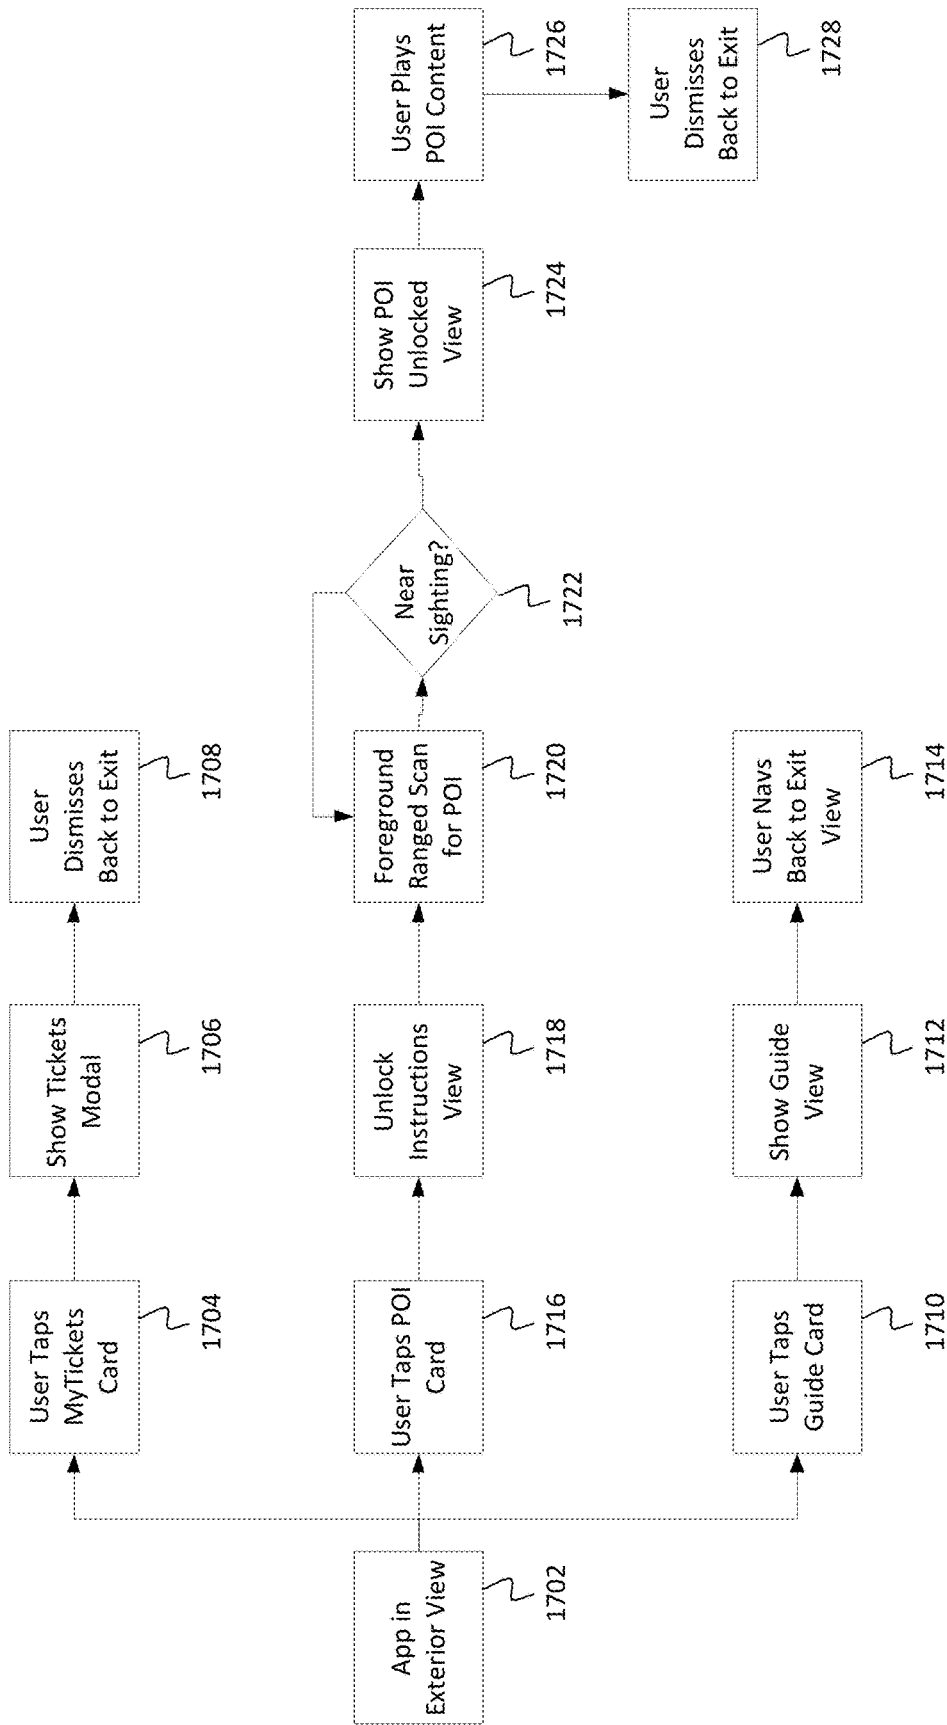 App in
Exterior View
1702
User Taps
MyTickets
Card
1704
Show Tickets
Modal
1706
User
Dismisses
Back to Exit
1708
User Taps POI
Card
1716
Unlock
Instructions
View
1718
Foreground
Ranged Scan
for POI
1720
Near
Sighting?
1722
Show POI
Unlocked
View
1724
User Plays
POI Content
1726
User
Dismisses
Back to Exit
1728
User Taps
Guide Card
1710
Show Guide
View
1712
User Navs
Back to Exit
View
1714